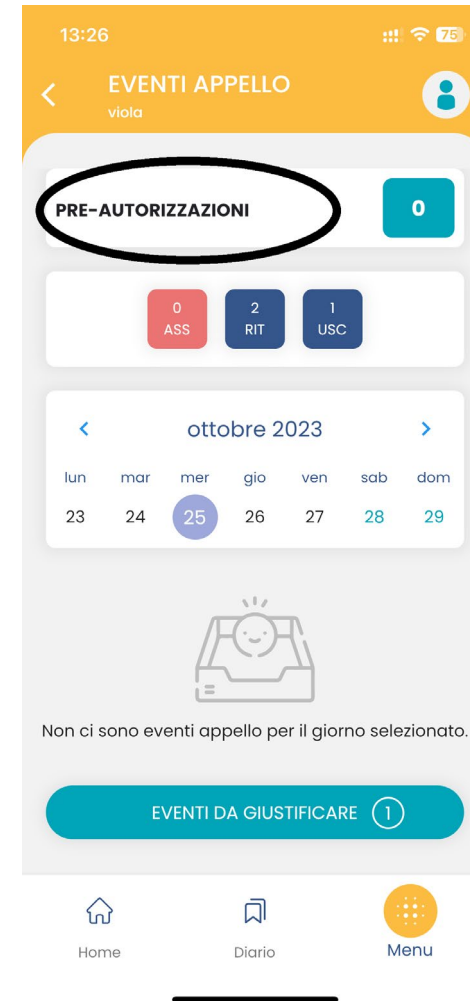 13:26
75
EVENTI APPELLO
viola
PRE-AUTORIZZAZIONI
0
0 2 1
ASS RIT USC
ottobre 2023
lun mar mer gio ven sab dom
23 24 25 26 27 28 29
Non ci sono eventi appello per il giorno selezionato.
EVENTI DA GIUSTIFICARE 1
Home Diario Menu